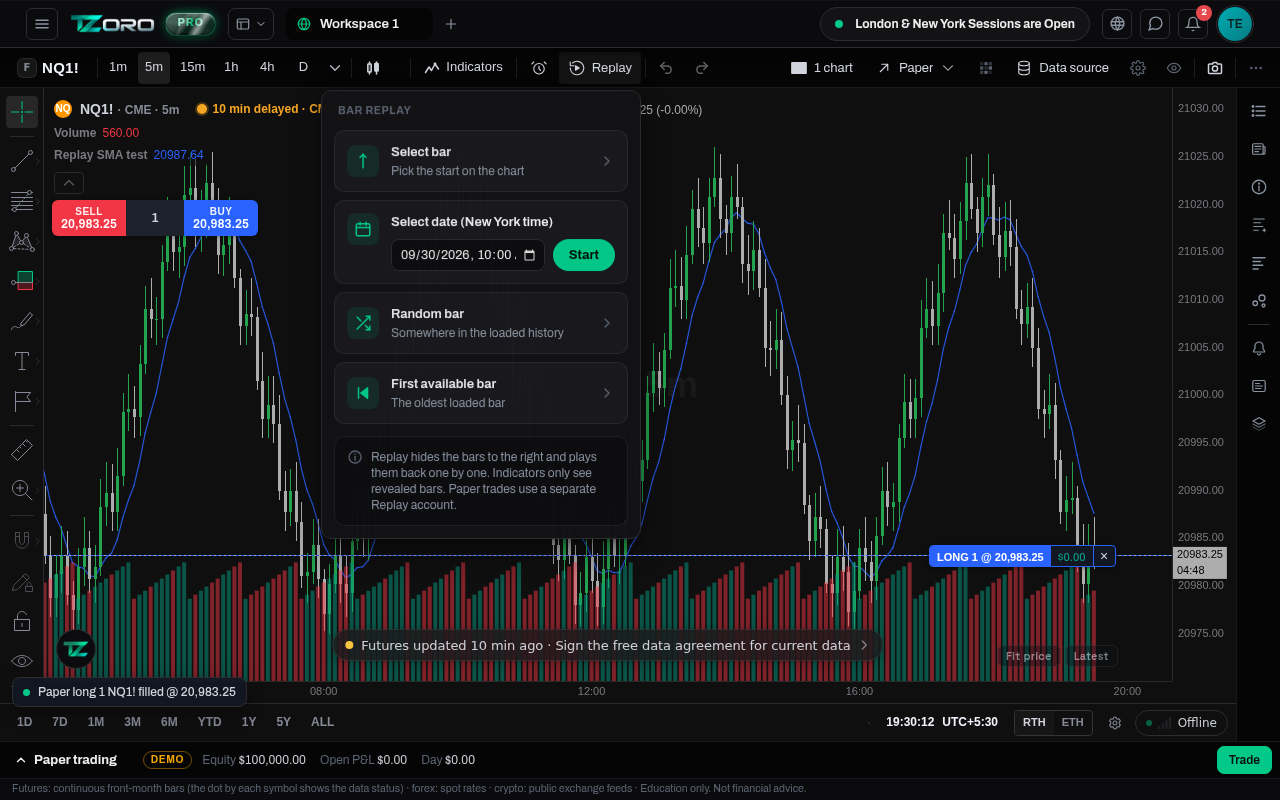 TZORO PRO
Workspace 1
London & New York Sessions are Open
2
TE
F NQ1! 1m 5m 15m 1h 4h D Indicators Replay 1 chart Paper Data source
NQ NQ1! · CME · 5m 10 min delayed
25 (-0.00%)
Volume 560.00
Replay SMA test 20987.64
SELL
20,983.25
1
BUY
20,983.25
BAR REPLAY
Select bar
Pick the start on the chart
Select date (New York time)
09/30/2026, 10:00
Start
Random bar
Somewhere in the loaded history
First available bar
The oldest loaded bar
Replay hides the bars to the right and plays
them back one by one. Indicators only see
revealed bars. Paper trades use a separate
Replay account.
21030.00
21025.00
21020.00
21015.00
21010.00
21005.00
21000.00
20995.00
20990.00
20985.00
20983.25
04:48
20980.00
20975.00
LONG 1 @ 20,983.25 $0.00 ×
Futures updated 10 min ago · Sign the free data agreement for current data
Fit price
Latest
TZ
Paper long 1 NQ1! filled @ 20,983.25
08:00 12:00 16:00 20:00
1D 7D 1M 3M 6M YTD 1Y 5Y ALL
19:30:12 UTC+5:30 RTH ETH Offline
Paper trading DEMO Equity $100,000.00 Open P&L $0.00 Day $0.00
Trade
Futures: continuous front-month bars (the dot by each symbol shows the data status) · forex: spot rates · crypto: public exchange feeds · Education only. Not financial advice.